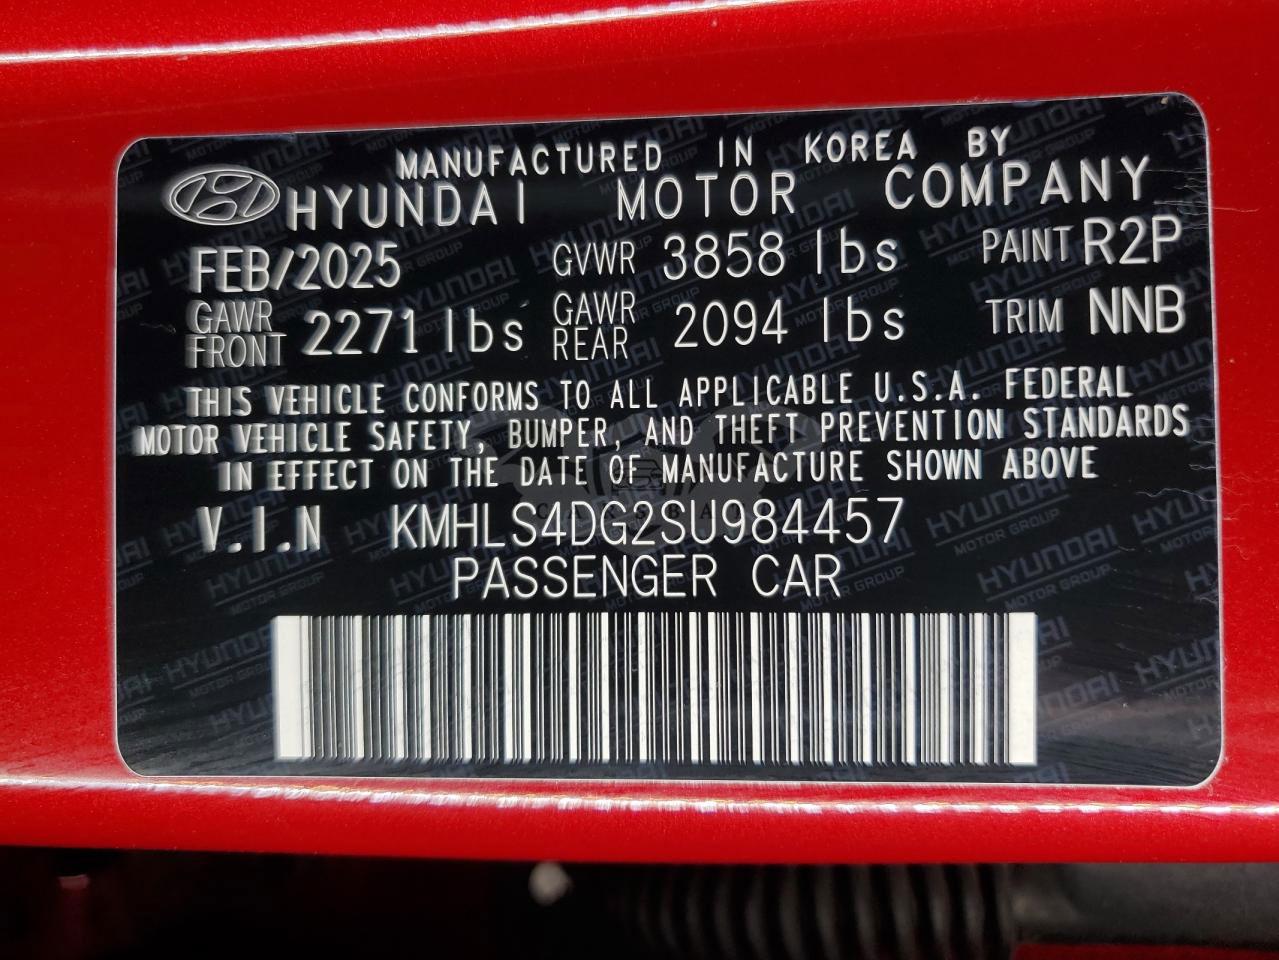 MANUFACTURED IN KOREA BY
HYUNDAI MOTOR COMPANY
FEB/2025 GVWR 3858 lbs PAINT R2P
GAWR FRONT 2271 lbs GAWR REAR 2094 lbs TRIM NNB
THIS VEHICLE CONFORMS TO ALL APPLICABLE U.S.A. FEDERAL
MOTOR VEHICLE SAFETY, BUMPER, AND THEFT PREVENTION STANDARDS
IN EFFECT ON THE DATE OF MANUFACTURE SHOWN ABOVE
V.I.N KMHLS4DG2SU984457
PASSENGER CAR